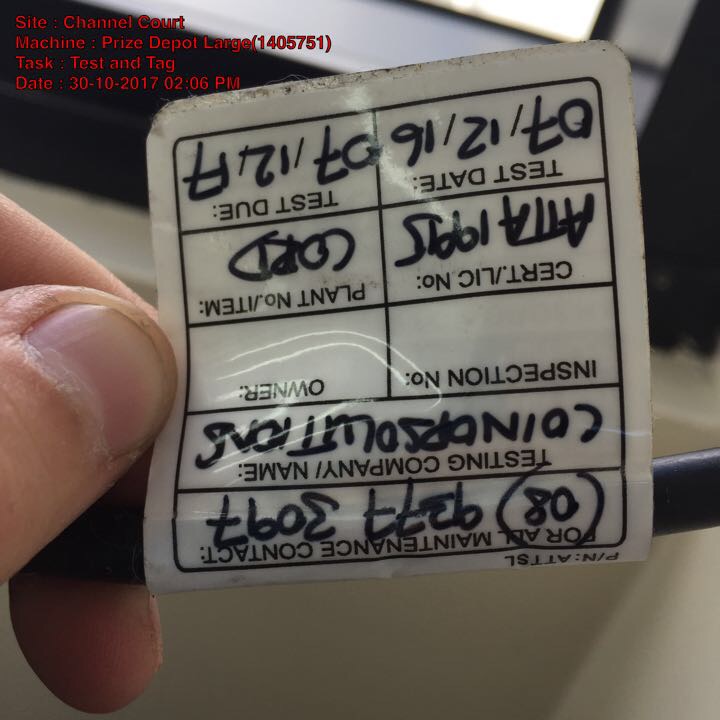 Site : Channel Court
Machine : Prize Depot Large(1405751)
Task : Test and Tag
Date : 30-10-2017 02:06 PM
P/N: ATTSL
FOR ALL MAINTENANCE CONTACT:
(08) 9277 3097
TESTING COMPANY/ NAME:
COINOPSOLUTIONS
INSPECTION No:
OWNER:
CERT./LIC No:
ATTA1995
PLANT No./ITEM:
CORD
TEST DATE:
07/12/16
TEST DUE:
07/12/17